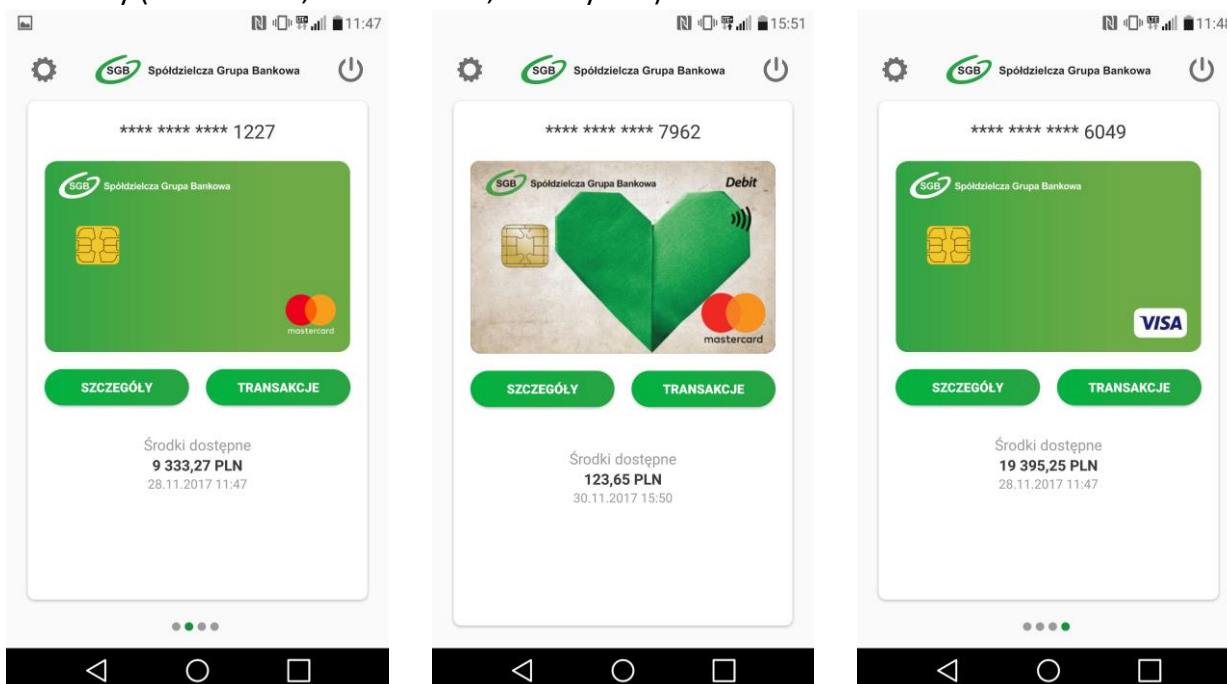 11:47
SGB Spółdzielcza Grupa Bankowa
**** **** **** 1227
SGB Spółdzielcza Grupa Bankowa
mastercard
SZCZEGÓŁY TRANSAKCJE
Środki dostępne
9 333,27 PLN
28.11.2017 11:47
15:51
SGB Spółdzielcza Grupa Bankowa
**** **** **** 7962
SGB Spółdzielcza Grupa Bankowa Debit
mastercard
SZCZEGÓŁY TRANSAKCJE
Środki dostępne
123,65 PLN
30.11.2017 15:50
11:48
SGB Spółdzielcza Grupa Bankowa
**** **** **** 6049
SGB Spółdzielcza Grupa Bankowa
VISA
SZCZEGÓŁY TRANSAKCJE
Środki dostępne
19 395,25 PLN
28.11.2017 11:47